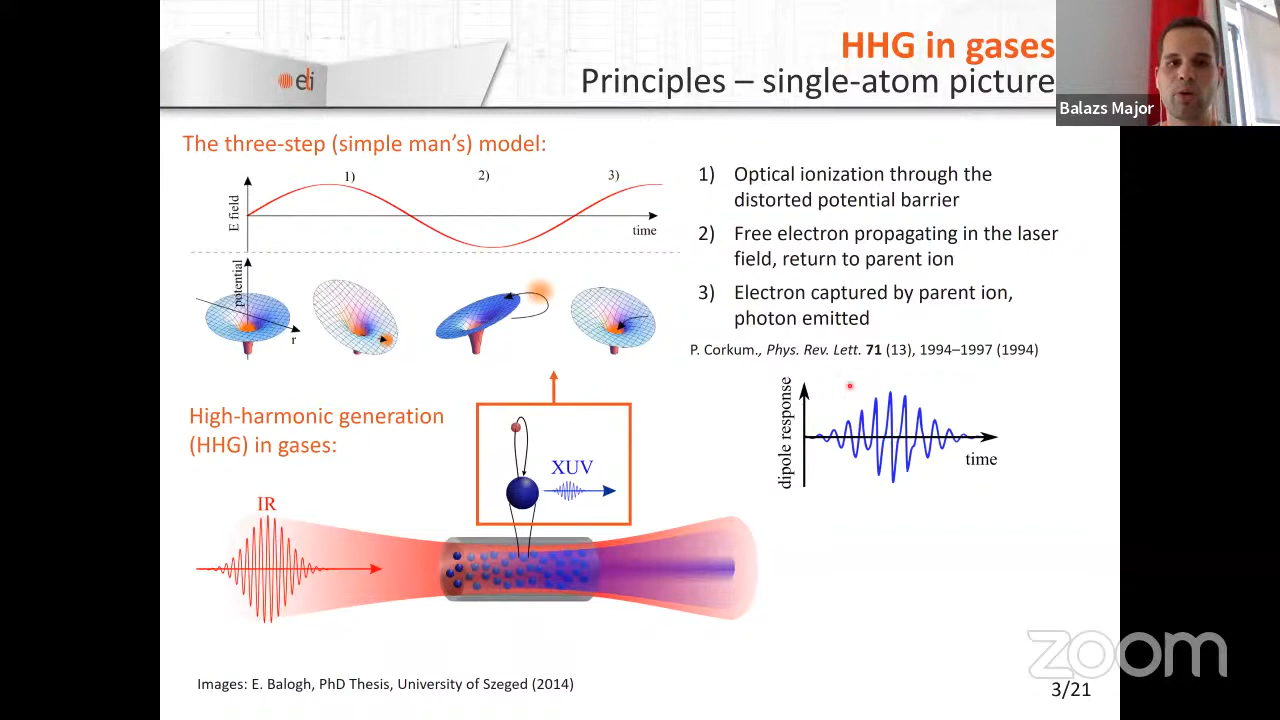 HHG in gases
Principles – single-atom picture
eli
Balazs Major
The three-step (simple man's) model:
1)
2)
3)
E field
time
potential
r
1) Optical ionization through the
distorted potential barrier
2) Free electron propagating in the laser
field, return to parent ion
3) Electron captured by parent ion,
photon emitted
P. Corkum., Phys. Rev. Lett. 71 (13), 1994–1997 (1994)
dipole response
time
High-harmonic generation
(HHG) in gases:
XUV
IR
zoom
Images: E. Balogh, PhD Thesis, University of Szeged (2014)
3/21